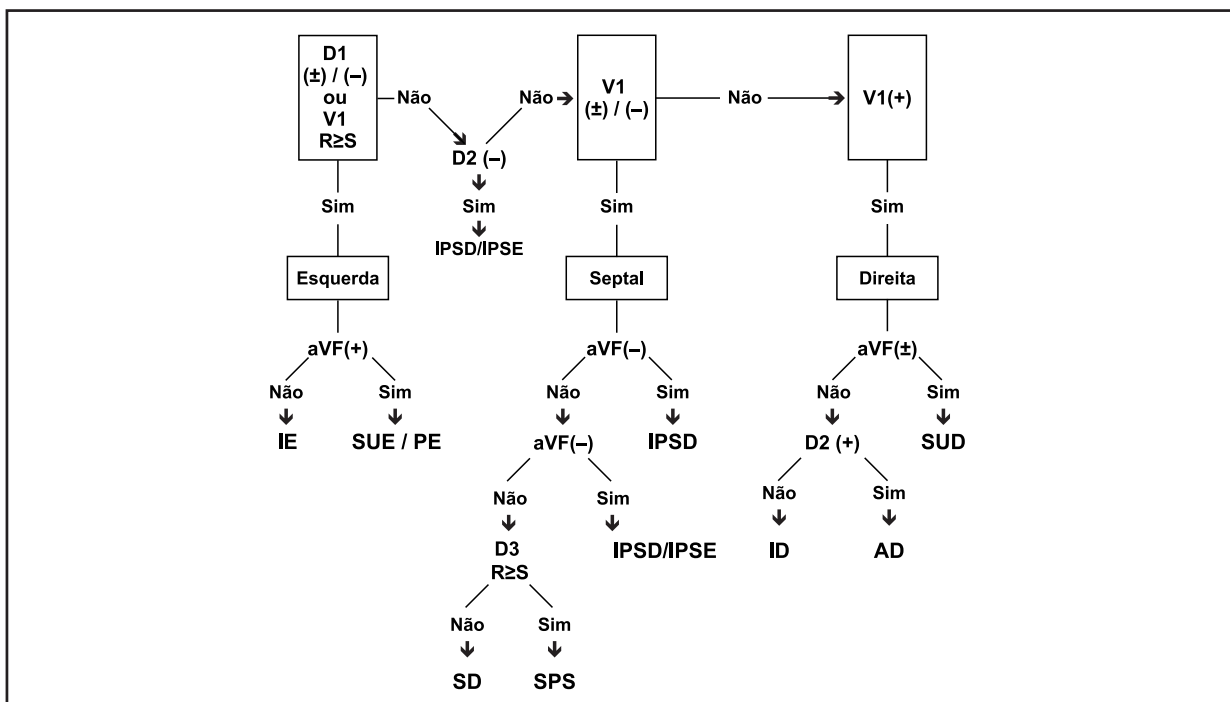 D1
(±) / (–)
ou
V1
R≥S
Não
D2 (–)
Não
V1
(±) / (–)
Não
V1(+)
Sim
Sim
IPSD/IPSE
Sim
Sim
Esquerda
Septal
Direita
aVF(+)
aVF(–)
aVF(±)
Não
Sim
Não
Sim
Não
Sim
IE
SUE / PE
aVF(–)
IPSD
D2 (+)
SUD
Não
Sim
Não
Sim
D3
R≥S
IPSD/IPSE
ID
AD
Não
Sim
SD
SPS